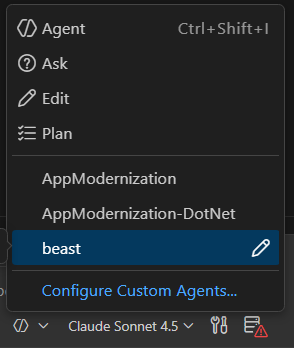 Agent Ctrl+Shift+I
Ask
Edit
Plan
AppModernization
AppModernization-DotNet
beast
Configure Custom Agents...
Claude Sonnet 4.5